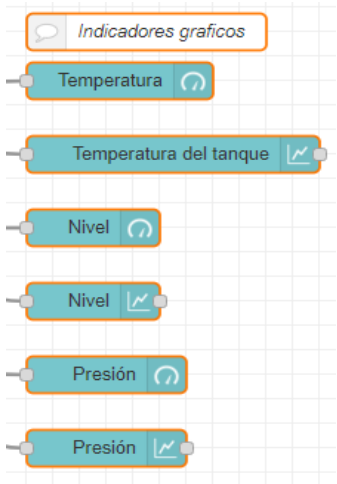 Indicadores graficos
Temperatura
Temperatura del tanque
Nivel
Nivel
Presión
Presión